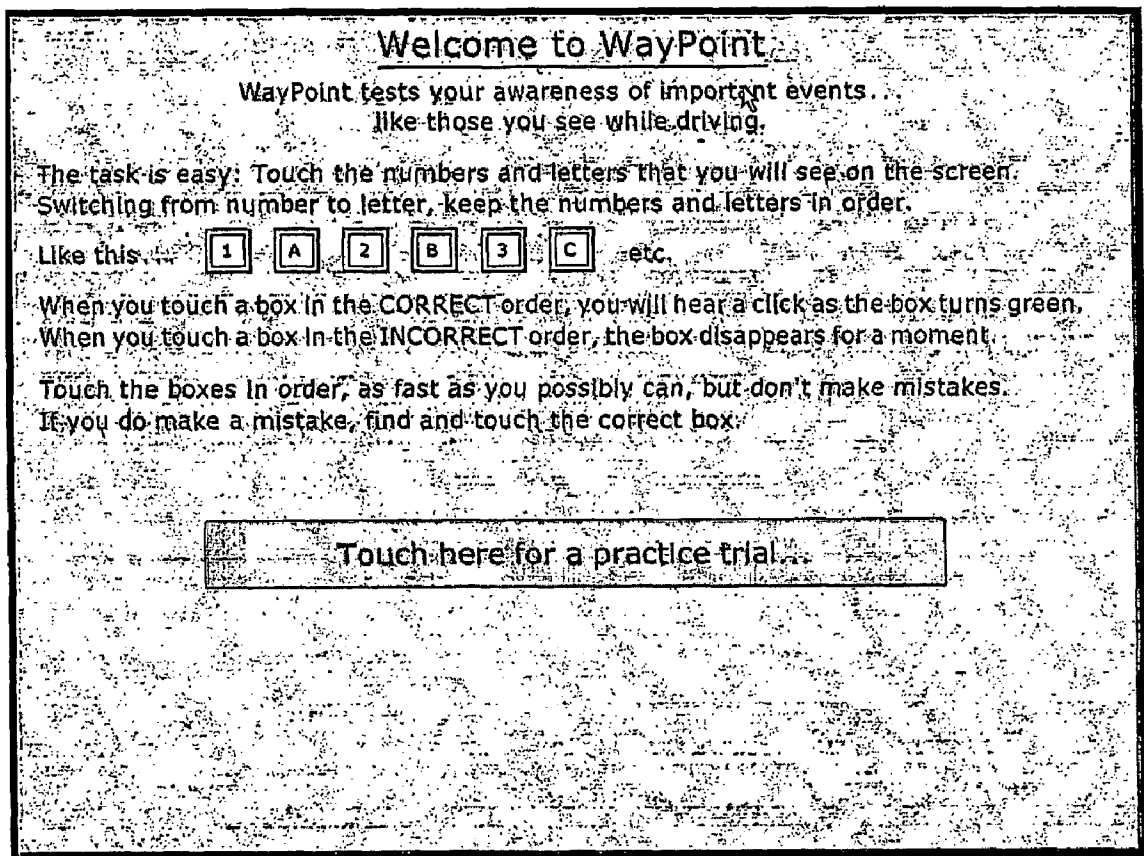 Welcome to WayPoint
WayPoint tests your awareness of important events...
like those you see while driving.
The task is easy: Touch the numbers and letters that you will see on the screen.
Switching from number to letter, keep the numbers and letters in order.
Like this... 1 A 2 B 3 C etc.
When you touch a box in the CORRECT order, you will hear a click as the box turns green.
When you touch a box in the INCORRECT order, the box disappears for a moment.
Touch the boxes in order, as fast as you possibly can, but don't make mistakes.
If you do make a mistake, find and touch the correct box.
Touch here for a practice trial...